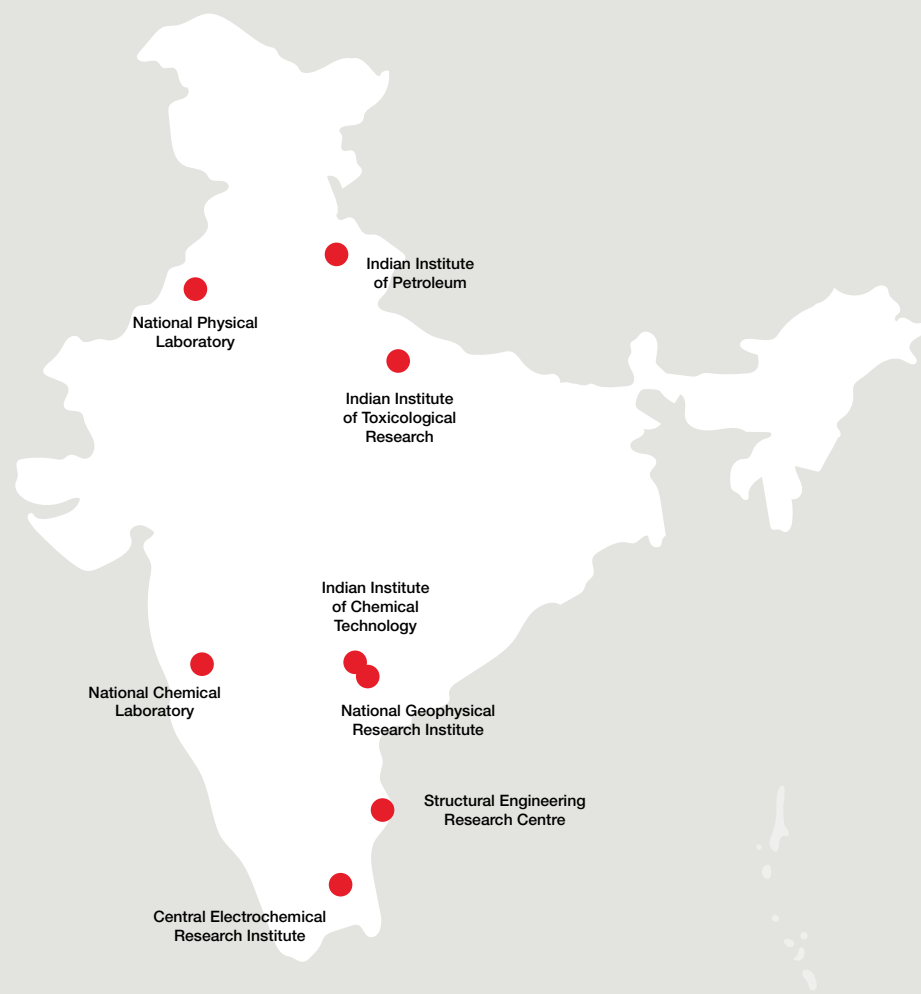 Indian Institute
of Petroleum
National Physical
Laboratory
Indian Institute
of Toxicological
Research
Indian Institute
of Chemical
Technology
National Chemical
Laboratory
National Geophysical
Research Institute
Structural Engineering
Research Centre
Central Electrochemical
Research Institute